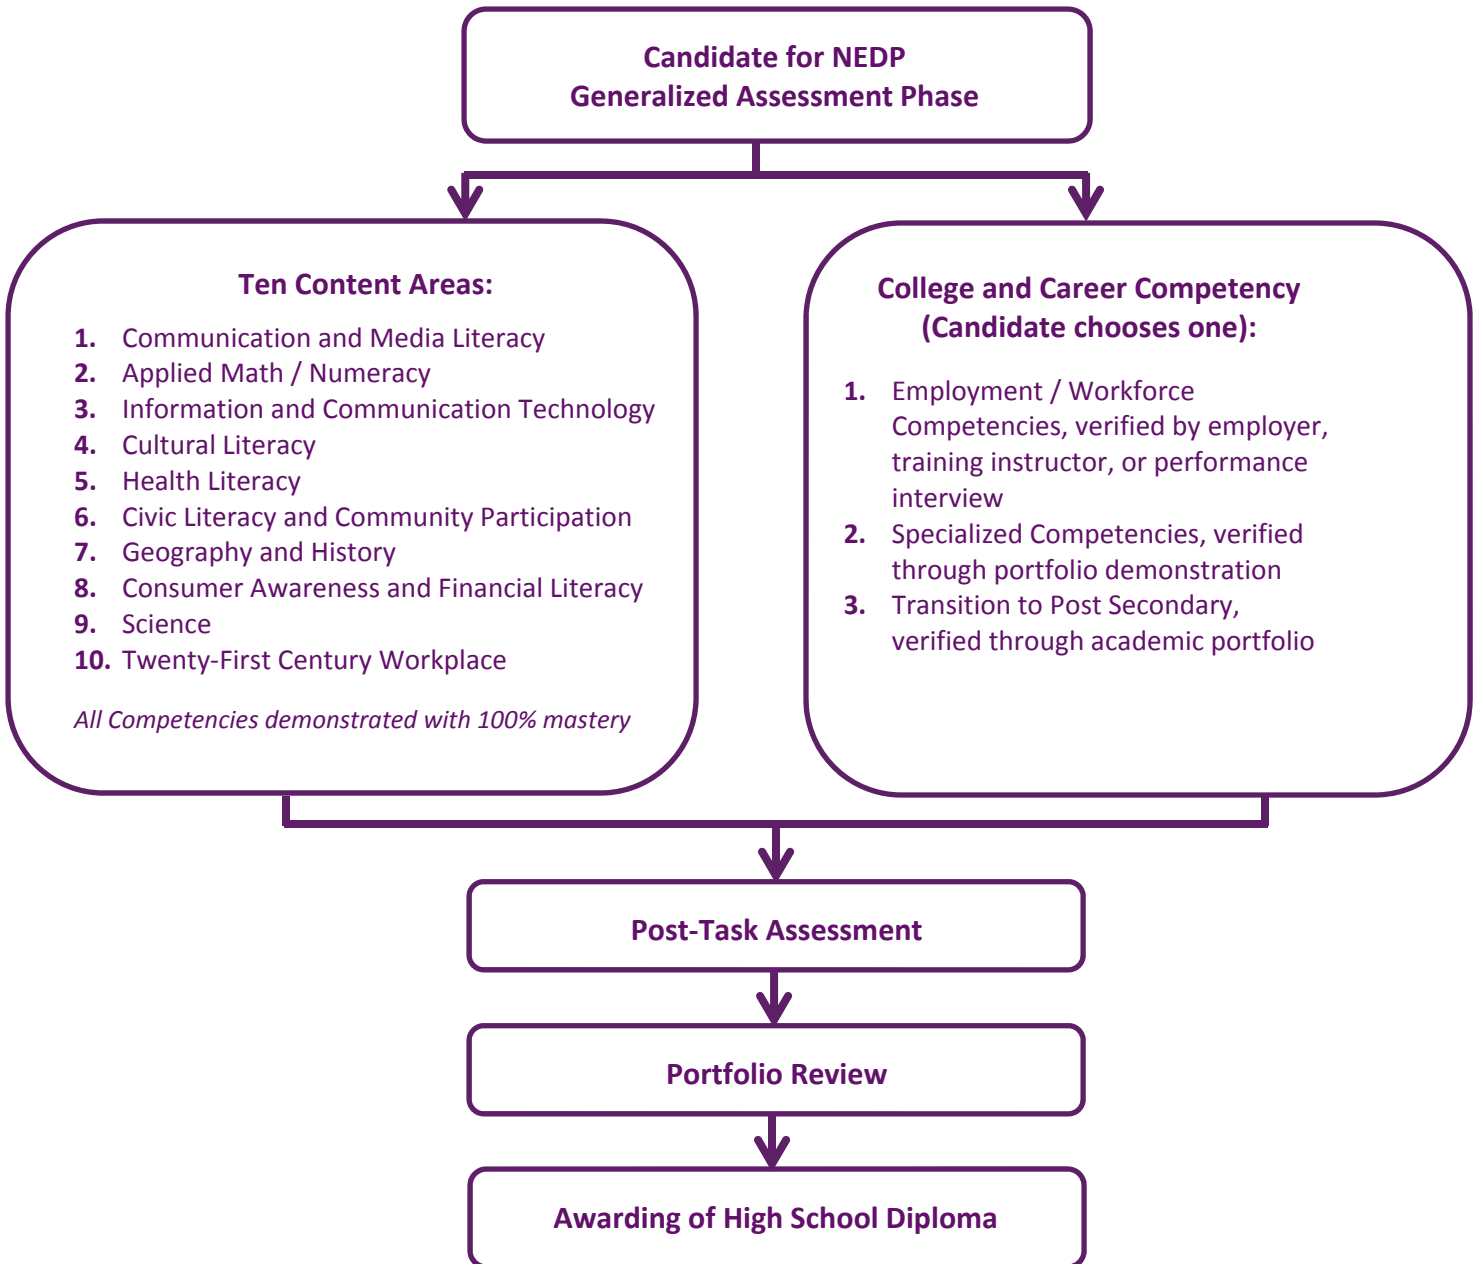 Candidate for NEDP
Generalized Assessment Phase
Ten Content Areas:
1. Communication and Media Literacy
2. Applied Math / Numeracy
3. Information and Communication Technology
4. Cultural Literacy
5. Health Literacy
6. Civic Literacy and Community Participation
7. Geography and History
8. Consumer Awareness and Financial Literacy
9. Science
10. Twenty-First Century Workplace
All Competencies demonstrated with 100% mastery
College and Career Competency
(Candidate chooses one):
1. Employment / Workforce
Competencies, verified by employer,
training instructor, or performance
interview
2. Specialized Competencies, verified
through portfolio demonstration
3. Transition to Post Secondary,
verified through academic portfolio
Post-Task Assessment
Portfolio Review
Awarding of High School Diploma